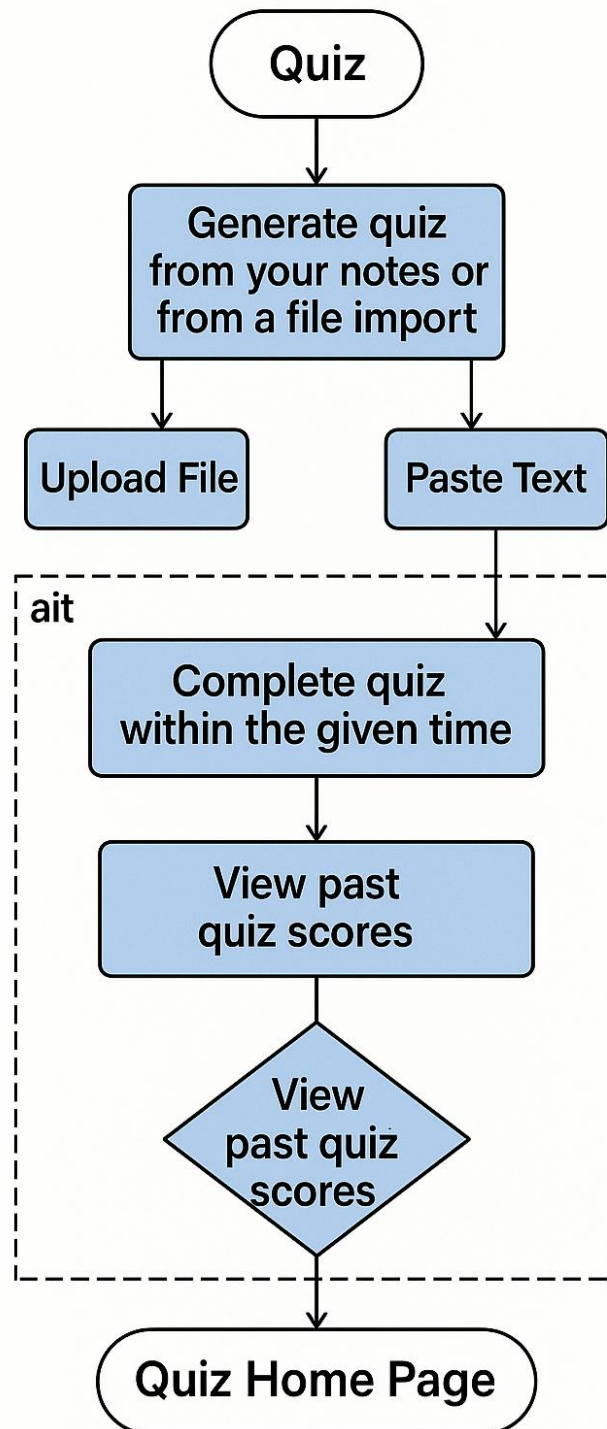 Quiz
Generate quiz
from your notes or
from a file import
Upload File
Paste Text
ait
Complete quiz
within the given time
View past
quiz scores
View
past quiz
scores
Quiz Home Page